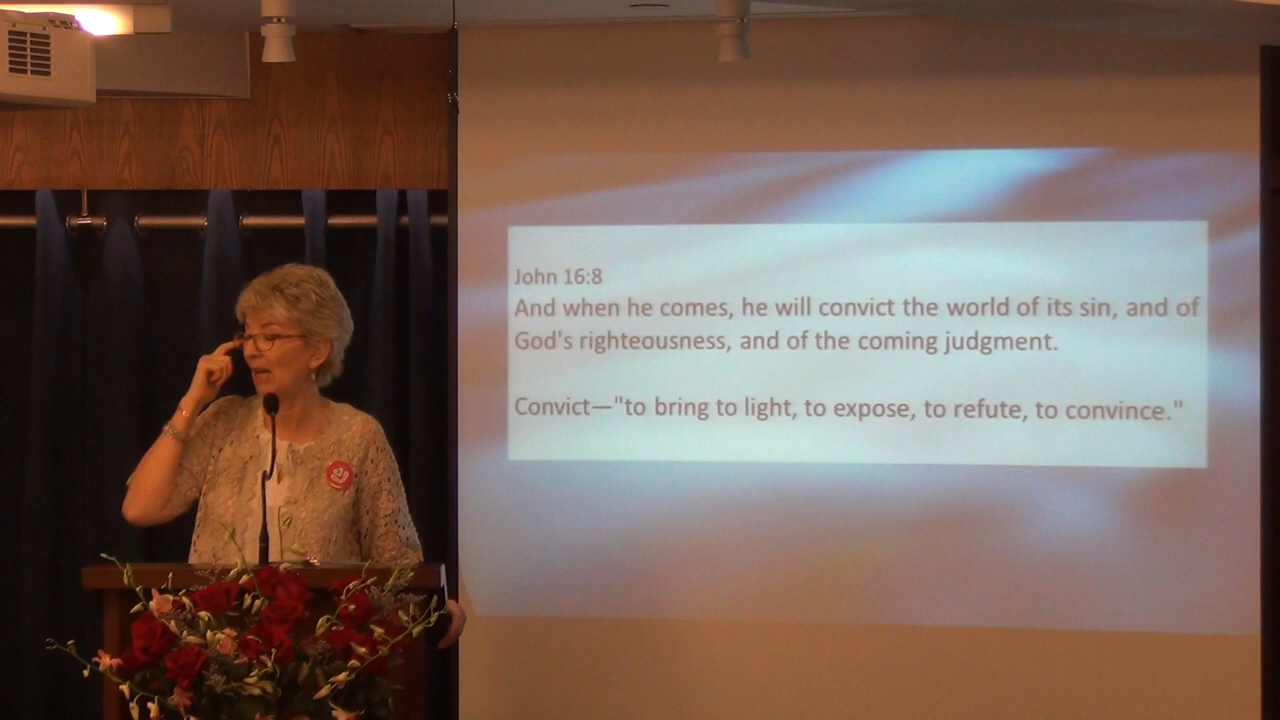 John 16:8
And when he comes, he will convict the world of its sin, and of
God's righteousness, and of the coming judgment.
Convict—"to bring to light, to expose, to refute, to convince."